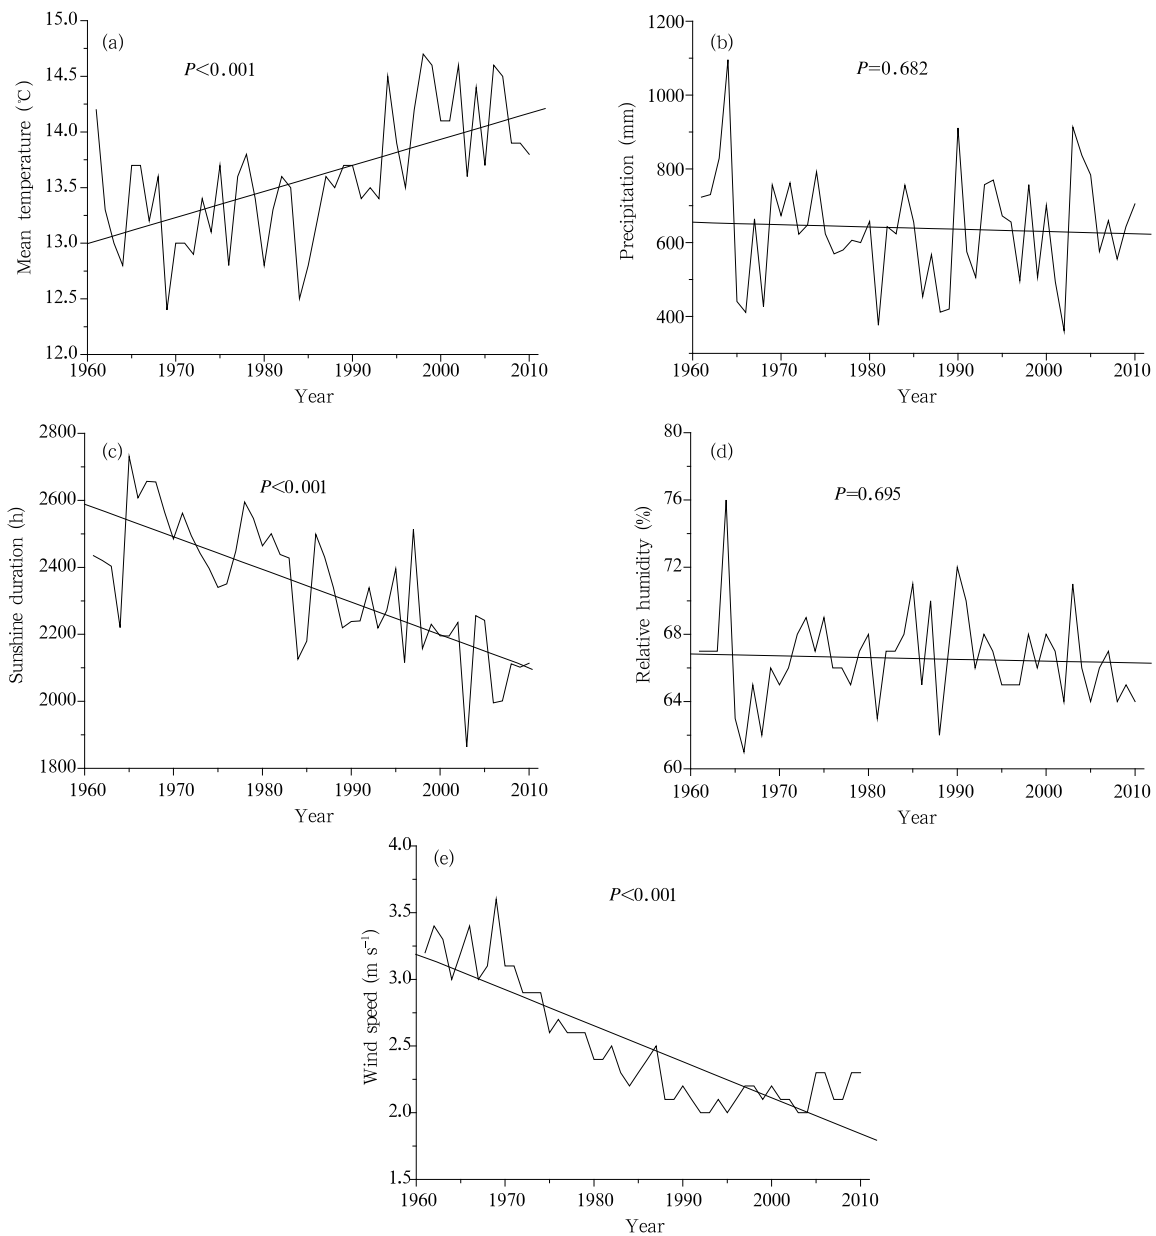 (a)
P<0.001
Mean temperature (℃)
15.0
14.5
14.0
13.5
13.0
12.5
12.0
1960 1970 1980 1990 2000 2010
Year
(b)
P=0.682
Precipitation (mm)
1200
1000
800
600
400
1960 1970 1980 1990 2000 2010
Year
(c)
P<0.001
Sunshine duration (h)
2800
2600
2400
2200
2000
1800
1960 1970 1980 1990 2000 2010
Year
(d)
P=0.695
Relative humidity (%)
80
76
72
68
64
60
1960 1970 1980 1990 2000 2010
Year
(e)
P<0.001
Wind speed (m s⁻¹)
4.0
3.5
3.0
2.5
2.0
1.5
1960 1970 1980 1990 2000 2010
Year